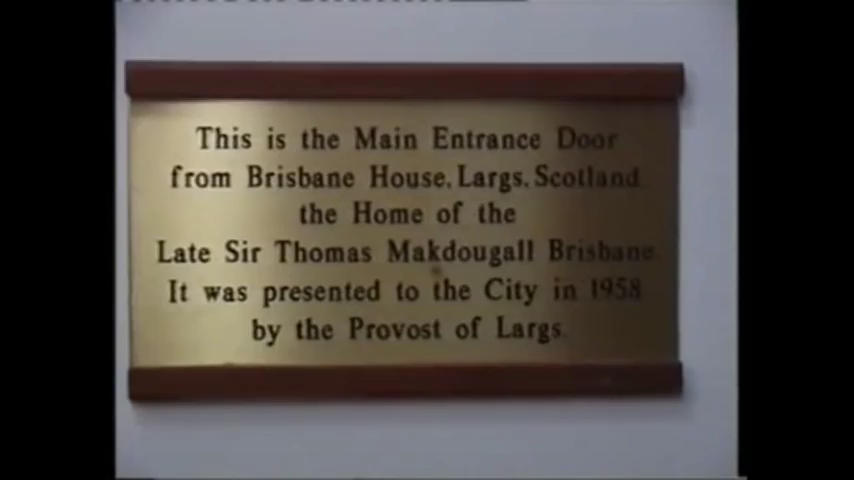 This is the Main Entrance Door
from Brisbane House, Largs, Scotland
the Home of the
Late Sir Thomas Makdougall Brisbane.
It was presented to the City in 1958
by the Provost of Largs.